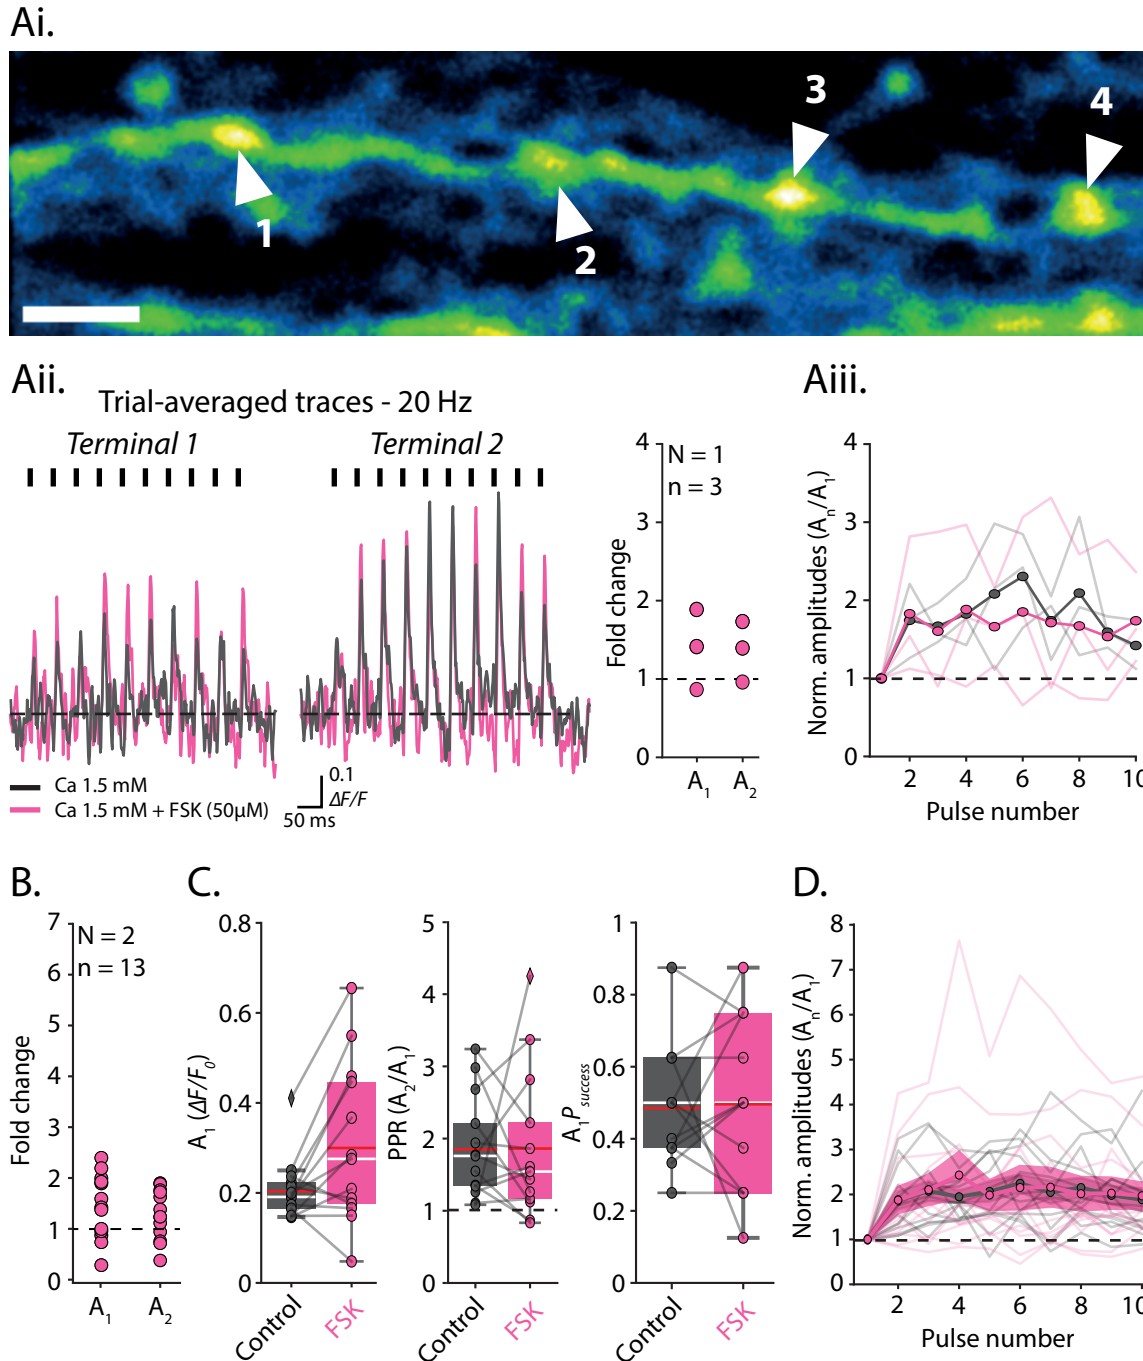 Ai.
1
2
3
4
Aii.
Trial-averaged traces - 20 Hz
Terminal 1
Terminal 2
Ca 1.5 mM
Ca 1.5 mM + FSK (50µM)
0.1
ΔF/F
50 ms
Fold change
4
3
2
1
0
N = 1
n = 3
A1
A2
Aiii.
Norm. amplitudes (An/A1)
4
3
2
1
0
2
4
6
8
10
Pulse number
B.
Fold change
7
6
5
4
3
2
1
0
N = 2
n = 13
A1
A2
C.
A1 (ΔF/F0)
0.8
0.6
0.4
0.2
0
Control
FSK
PPR (A2/A1)
5
4
3
2
1
0
Control
FSK
A1Psuccess
1
0.8
0.6
0.4
0.2
0
Control
FSK
D.
Norm. amplitudes (An/A1)
8
7
6
5
4
3
2
1
0
2
4
6
8
10
Pulse number